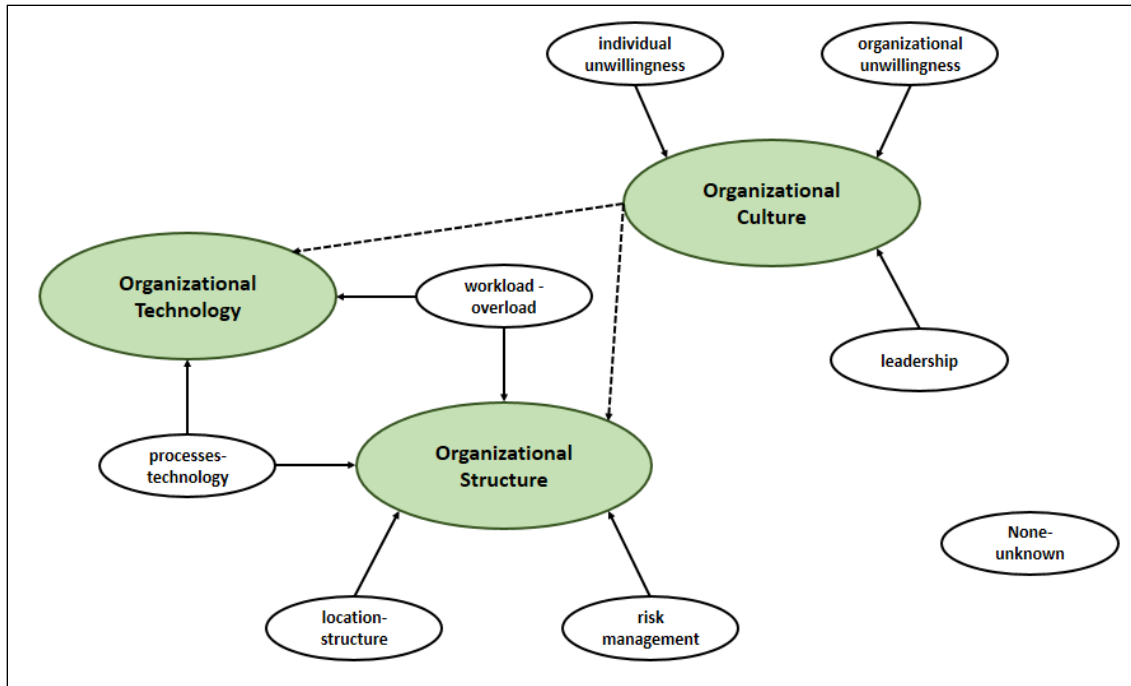 individual
unwillingness
organizational
unwillingness
Organizational
Culture
Organizational
Technology
workload -
overload
leadership
processes-
technology
Organizational
Structure
None-
unknown
location-
structure
risk
management